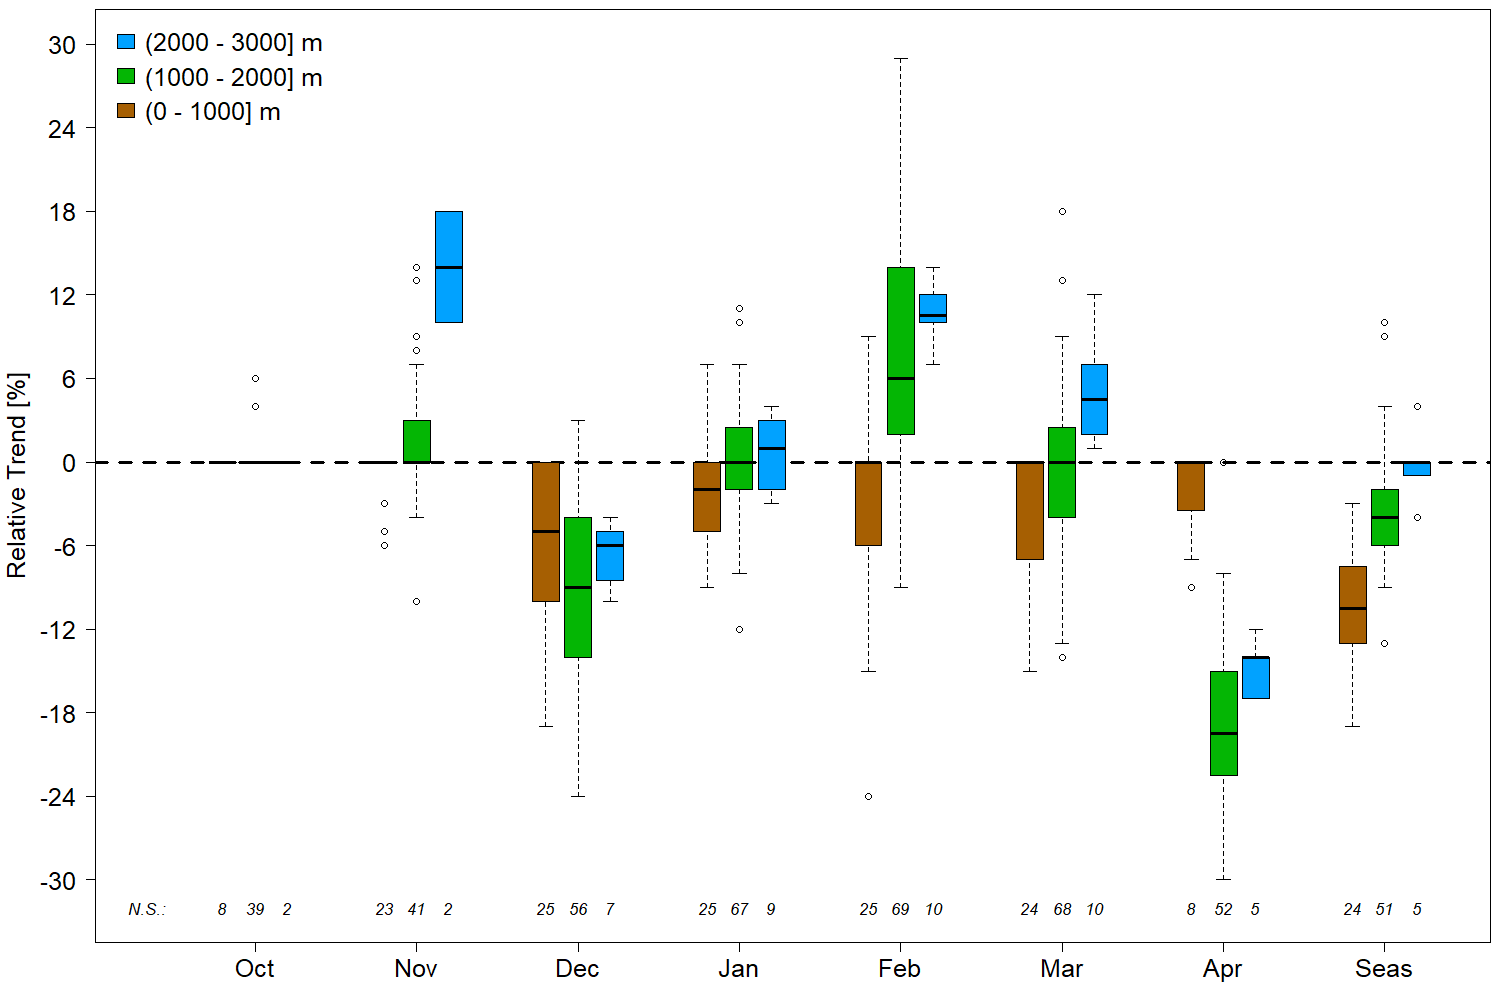 (2000 - 3000] m
(1000 - 2000] m
(0 - 1000] m
Relative Trend [%]
30
24
18
12
6
0
-6
-12
-18
-24
-30
N.S.: 8 39 2 23 41 2 25 56 7 25 67 9 25 69 10 24 68 10 8 52 5 24 51 5
Oct Nov Dec Jan Feb Mar Apr Seas